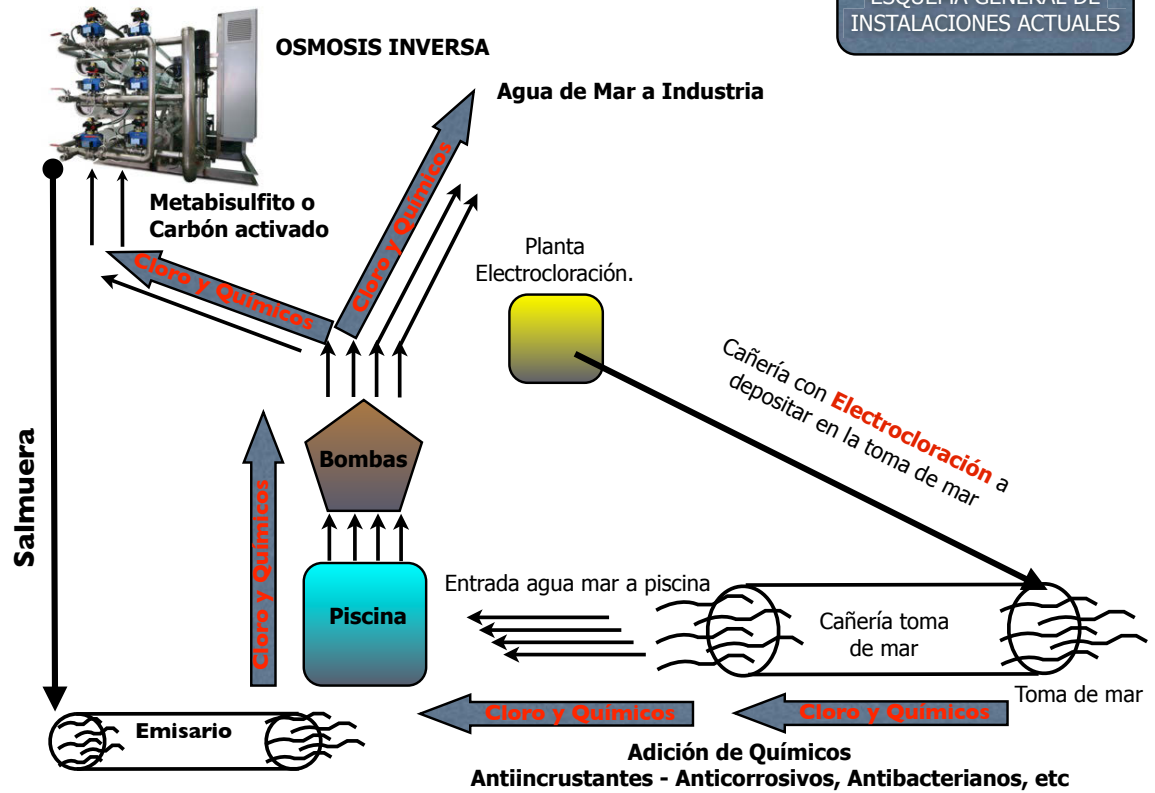 ESQUEMA GENERAL DE
INSTALACIONES ACTUALES
OSMOSIS INVERSA
Agua de Mar a Industria
Metabisulfito o
Carbón activado
Cloro y Químicos
Cloro y Químicos
Planta
Electrocloración.
Cañería con Electrocloración a
depositar en la toma de mar
Salmuera
Bombas
Cloro y Químicos
Entrada agua mar a piscina
Piscina
Cañería toma
de mar
Toma de mar
Emisario
Cloro y Químicos
Cloro y Químicos
Adición de Químicos
Antiincrustantes - Anticorrosivos, Antibacterianos, etc